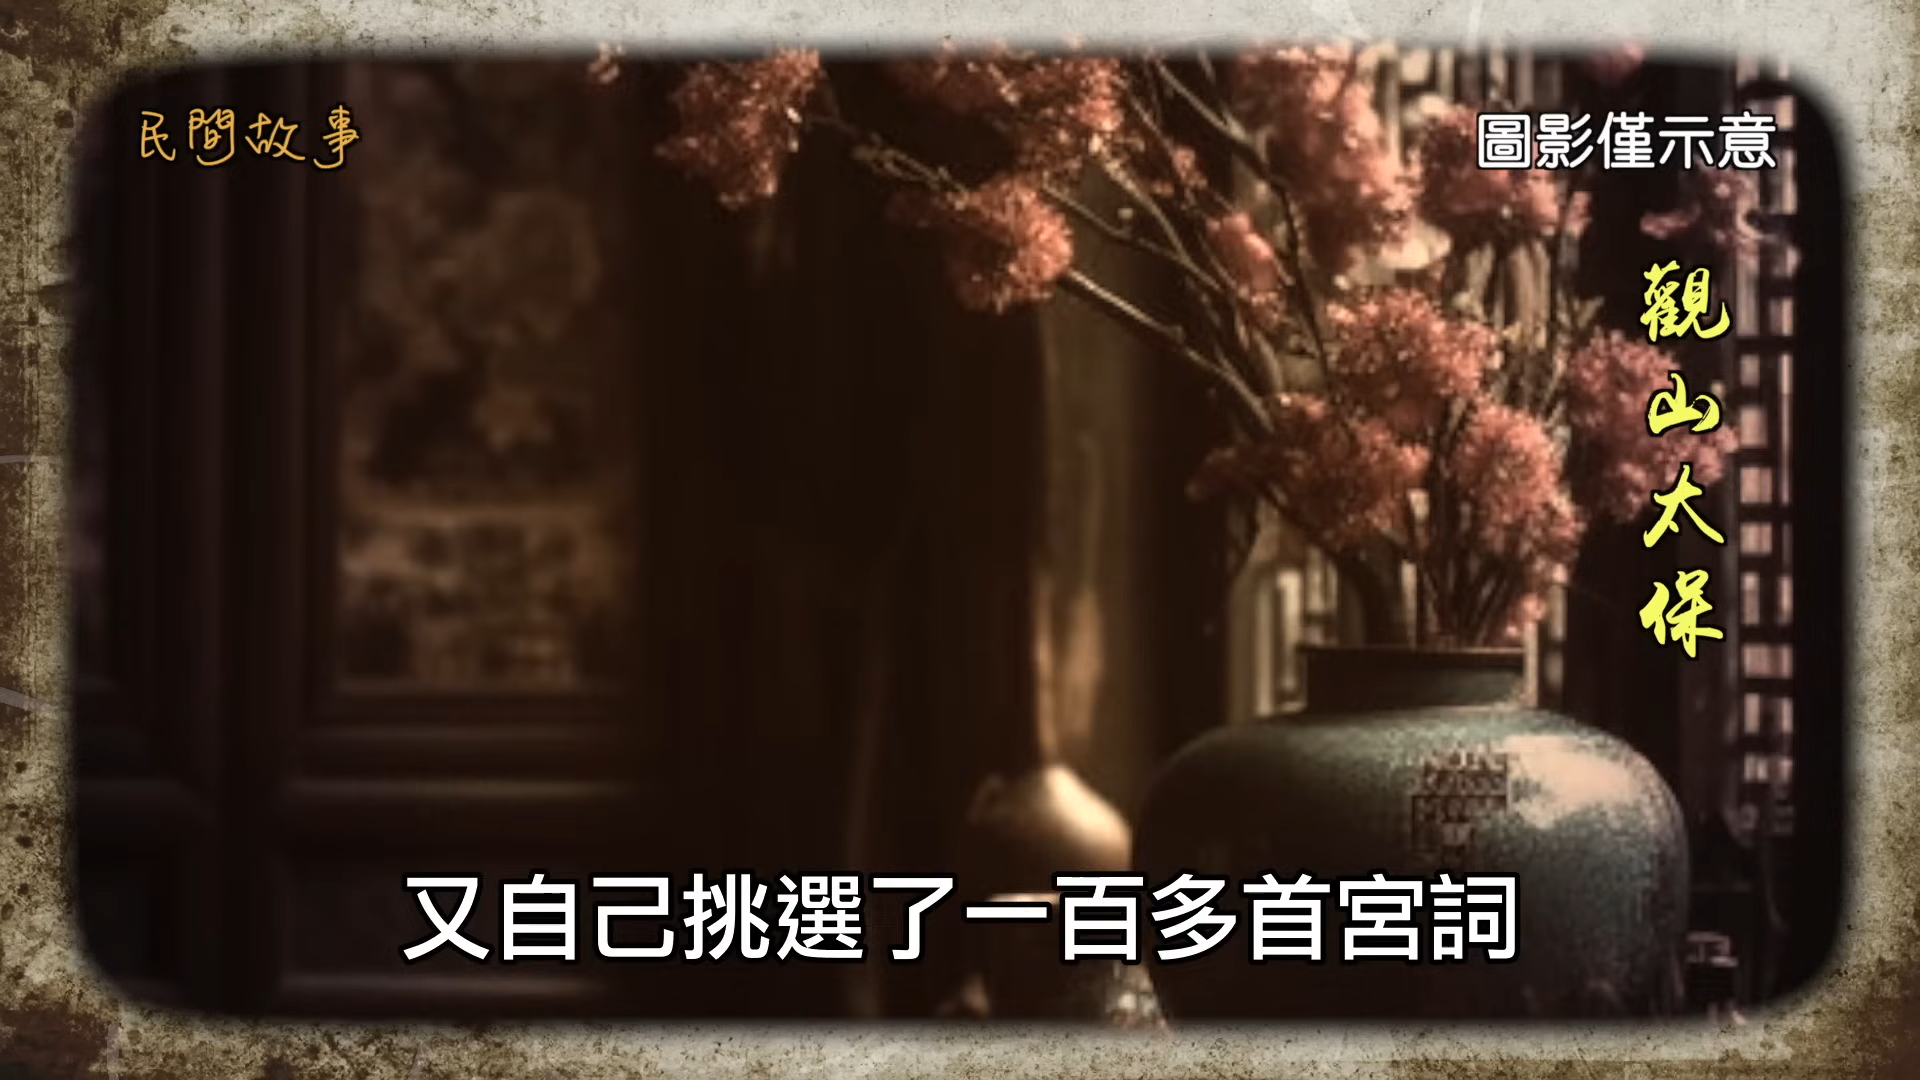 民間故事
圖影僅示意
觀山太保
又自己挑選了一百多首宮詞